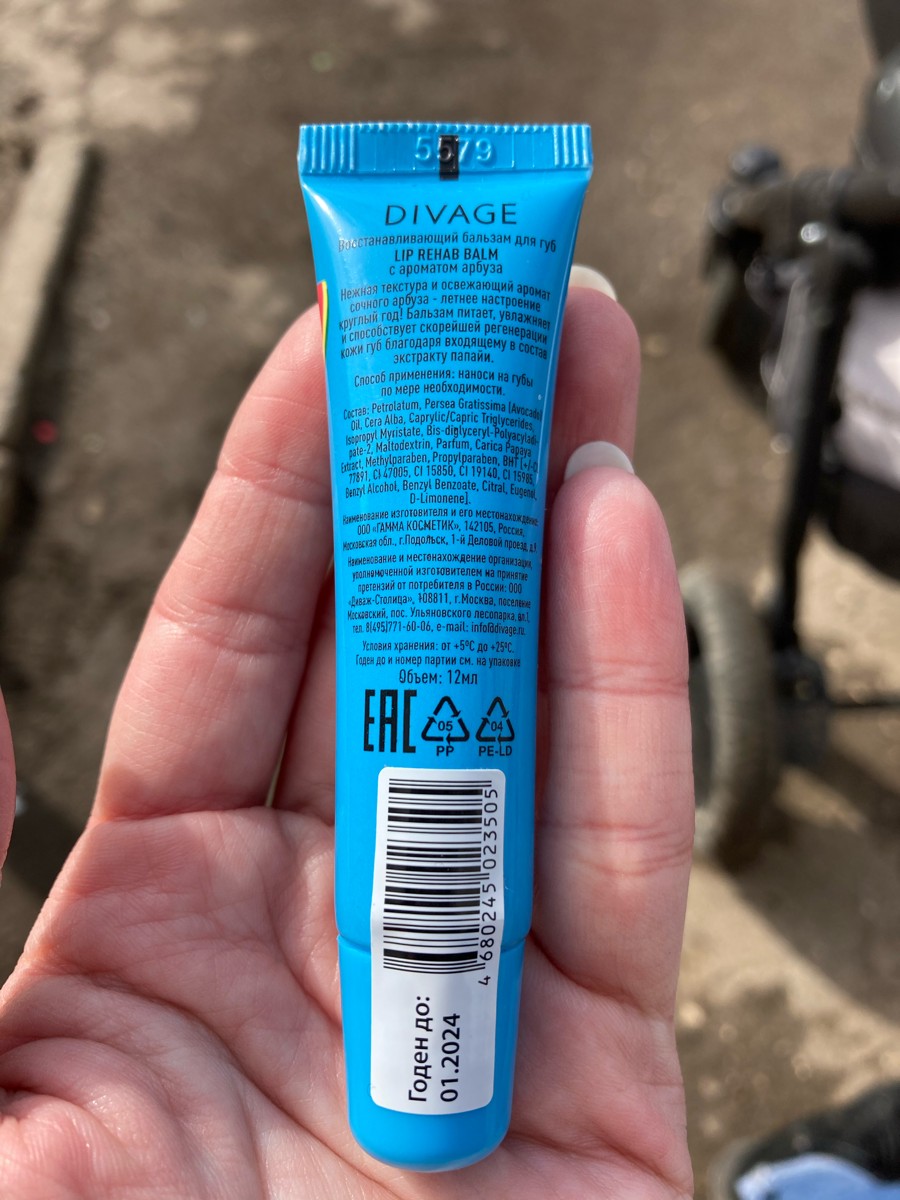 5579
DIVAGE
Восстанавливающий бальзам для губ
LIP REHAB BALM
с ароматом арбуза
Нежная текстура и освежающий аромат
сочного арбуза - летнее настроение
круглый год! Бальзам питает, увлажняет
и способствует скорейшей регенерации
кожи губ благодаря входящему в состав
экстракту папайи.
Способ применения: наноси на губы
по мере необходимости.
Состав: Petrolatum, Persea Gratissima (Avocado)
Oil, Cera Alba, Caprylic/Capric Triglycerides,
Isopropyl Myristate, Bis-diglyceryl Polyacyladi-
pate-2, Maltodextrin, Parfum, Carica Papaya
Extract, Methylparaben, Propylparaben, BHT [+/-CI
77891, CI 47005, CI 15850, CI 19140, CI 15985,
Benzyl Alcohol, Benzyl Benzoate, Citral, Eugenol,
D-Limonene].
Наименование изготовителя и его местонахождение:
ООО «ГАММА КОСМЕТИК», 142105, Россия,
Московская обл., г.Подольск, 1-й Деловой проезд, д.
Наименование и местонахождение организации,
уполномоченной изготовителем на принятие
претензий от потребителя в России: ООО
«Диваж-Столица», 108811, г.Москва, поселение
Московский, пос. Ульяновского лесопарка, вл.1,
тел. 8(495)771-60-06, e-mail: info@divage.ru.
Условия хранения: от +5°C до +25°C.
Годен до и номер партии см. на упаковке
Объем: 12мл
EAC 05 04
PP PE-LD
4 680245 023505
Годен до:
01.2024